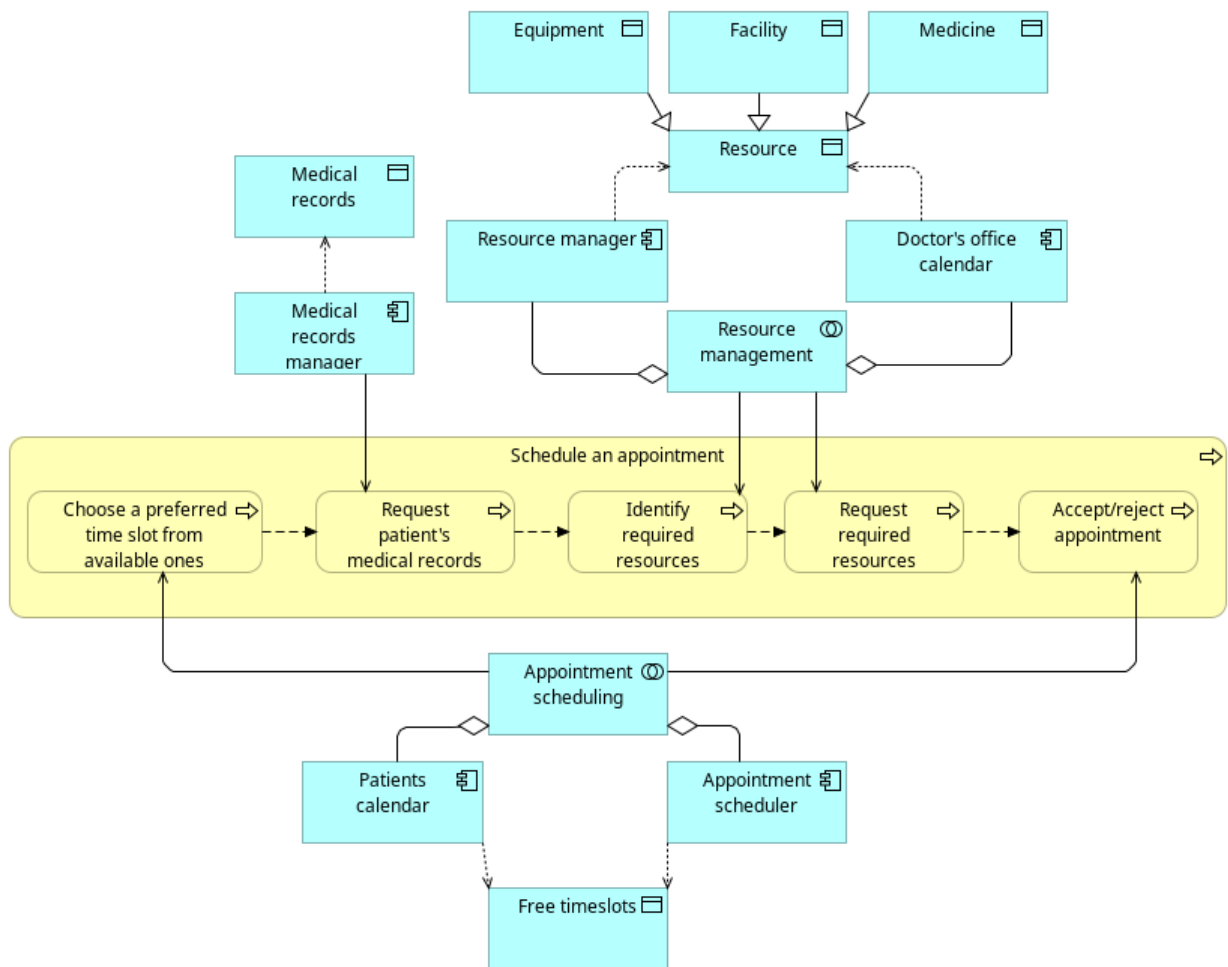 Equipment
Facility
Medicine
Resource
Medical
records
Resource manager
Doctor's office
calendar
Medical
records
manager
Resource
management
Schedule an appointment
Choose a preferred
time slot from
available ones
Request
patient's
medical records
Identify
required
resources
Request
required
resources
Accept/reject
appointment
Appointment
scheduling
Patients
calendar
Appointment
scheduler
Free timeslots